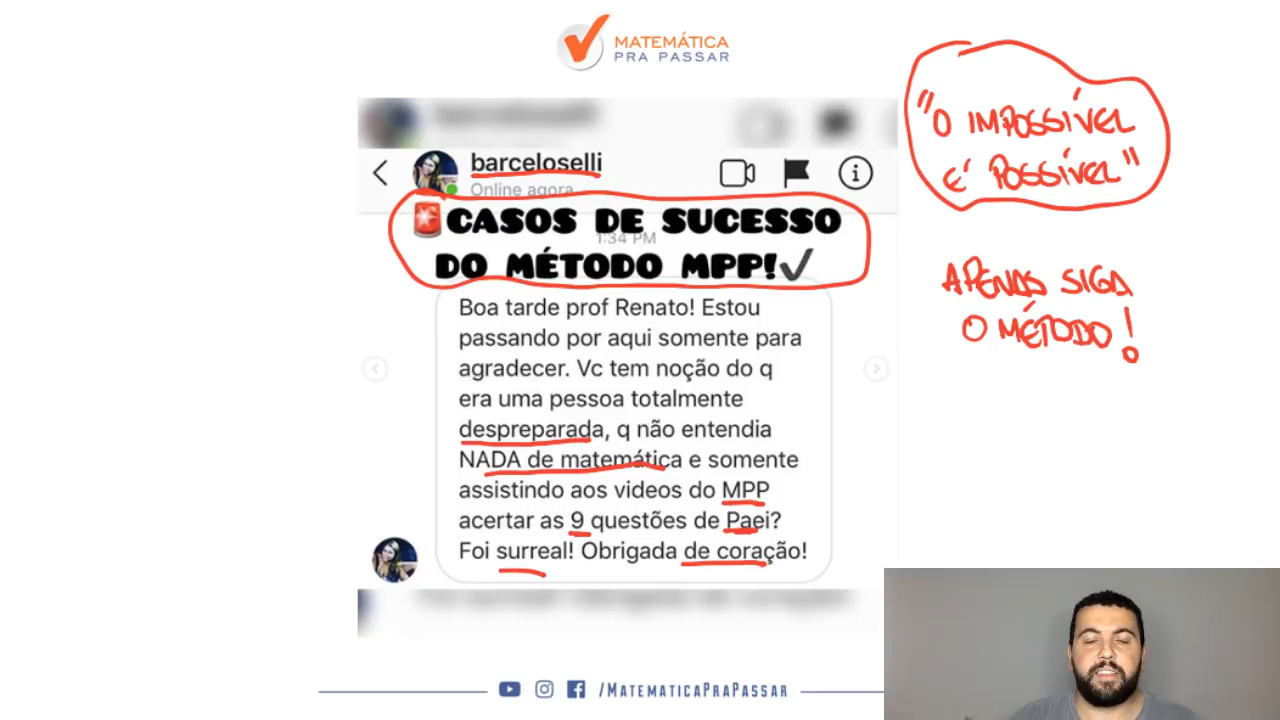 MATEMÁTICA
PRA PASSAR
barceloselli
Online agora
1:34 PM
🚨CASOS DE SUCESSO
DO MÉTODO MPP!✔
Boa tarde prof Renato! Estou
passando por aqui somente para
agradecer. Vc tem noção do q
era uma pessoa totalmente
despreparada, q não entendia
NADA de matemática e somente
assistindo aos videos do MPP
acertar as 9 questões de Paei?
Foi surreal! Obrigada de coração!
"O IMPOSSÍVEL
É POSSÍVEL"
APENAS SIGA
O MÉTODO!
/MATEMATICAPRAPASSAR